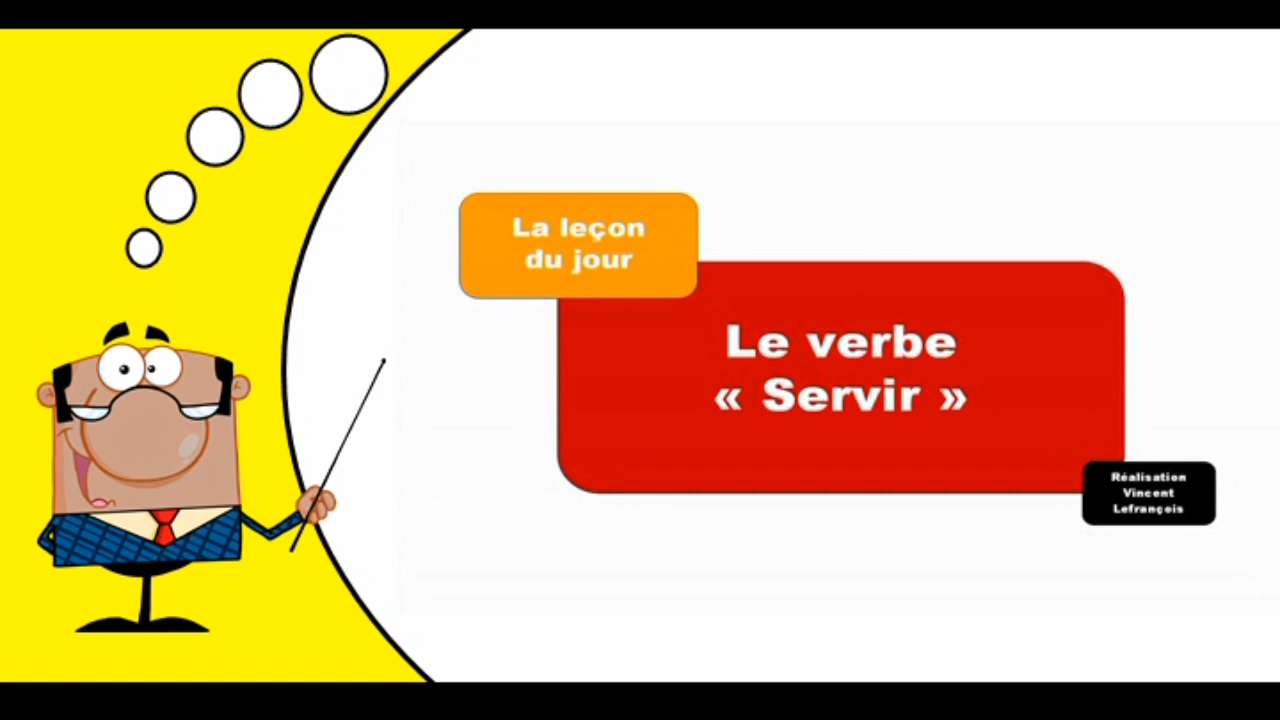 La leçon
du jour
Le verbe
« Servir »
Réalisation
Vincent
Lefrançois